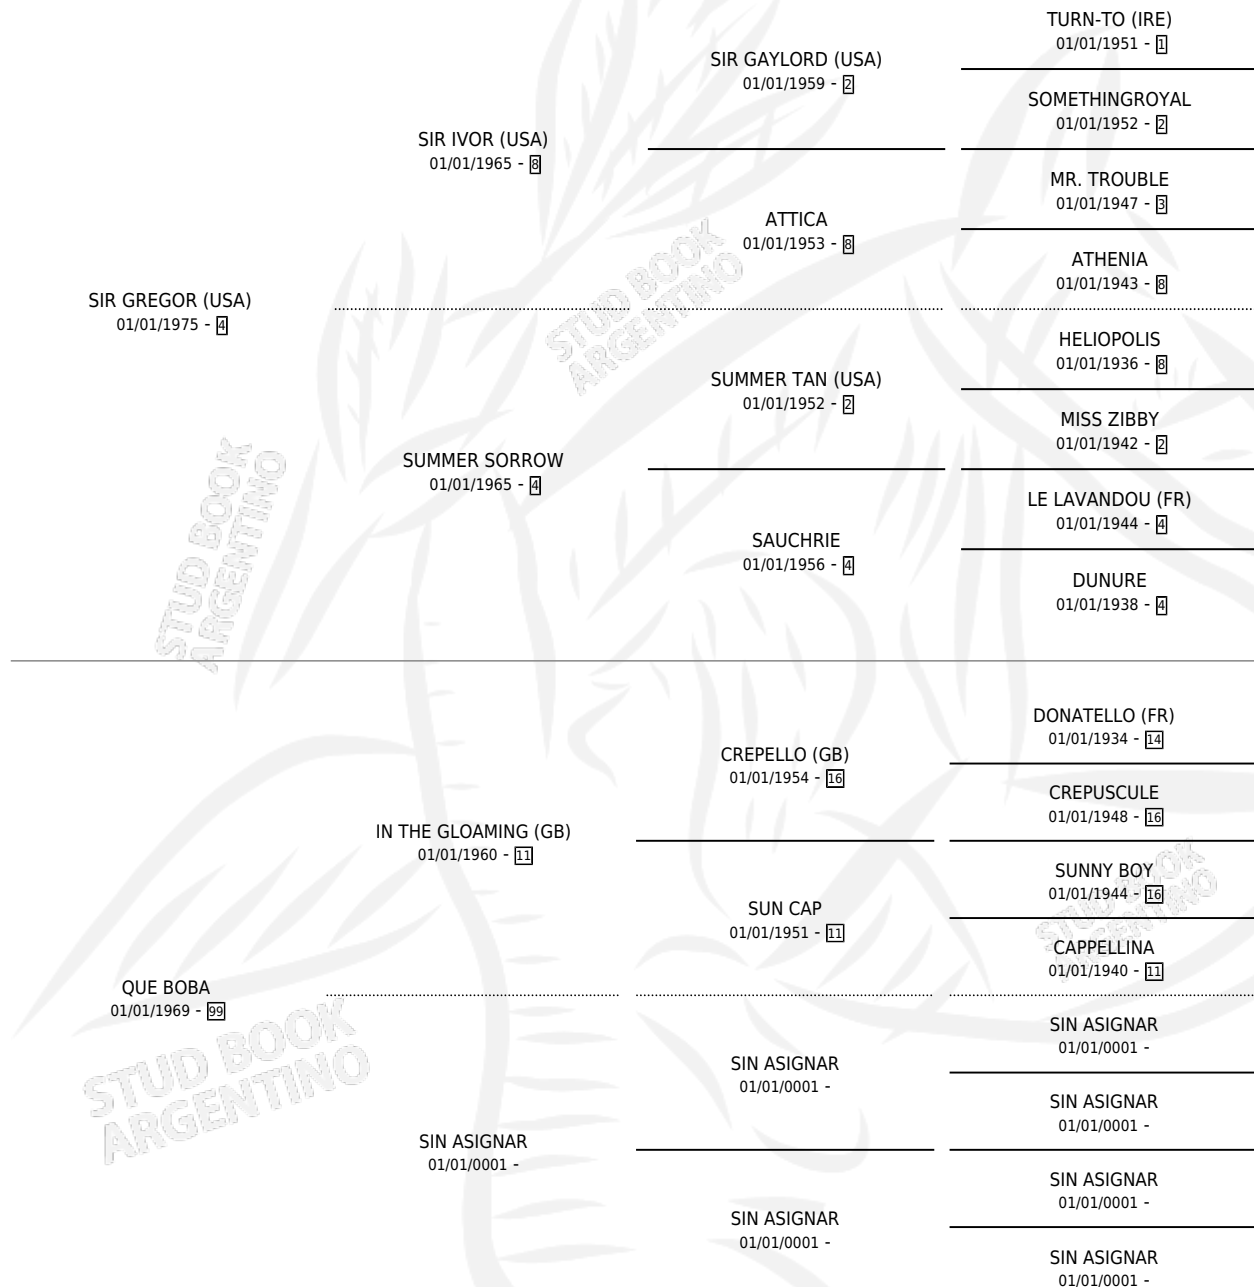 TURN-TO (IRE)
01/01/1951 - 1
SIR GAYLORD (USA)
01/01/1959 - 2
SOMETHINGROYAL
01/01/1952 - 2
SIR IVOR (USA)
01/01/1965 - 8
MR. TROUBLE
01/01/1947 - 3
ATTICA
01/01/1953 - 8
ATHENIA
01/01/1943 - 8
SIR GREGOR (USA)
01/01/1975 - 4
HELIOPOLIS
01/01/1936 - 8
SUMMER TAN (USA)
01/01/1952 - 2
MISS ZIBBY
01/01/1942 - 2
SUMMER SORROW
01/01/1965 - 4
LE LAVANDOU (FR)
01/01/1944 - 4
SAUCHRIE
01/01/1956 - 4
DUNURE
01/01/1938 - 4
DONATELLO (FR)
01/01/1934 - 14
CREPELLO (GB)
01/01/1954 - 16
CREPUSCULE
01/01/1948 - 16
IN THE GLOAMING (GB)
01/01/1960 - 11
SUNNY BOY
01/01/1944 - 16
SUN CAP
01/01/1951 - 11
CAPPELLINA
01/01/1940 - 11
QUE BOBA
01/01/1969 - 99
SIN ASIGNAR
01/01/0001 -
SIN ASIGNAR
01/01/0001 -
SIN ASIGNAR
01/01/0001 -
SIN ASIGNAR
01/01/0001 -
SIN ASIGNAR
01/01/0001 -
SIN ASIGNAR
01/01/0001 -
SIN ASIGNAR
01/01/0001 -
STUD BOOK
ARGENTINO
STUD BOOK
ARGENTINO
STUD BOOK
ARGENTINO
STUD BOOK
ARGENTINO